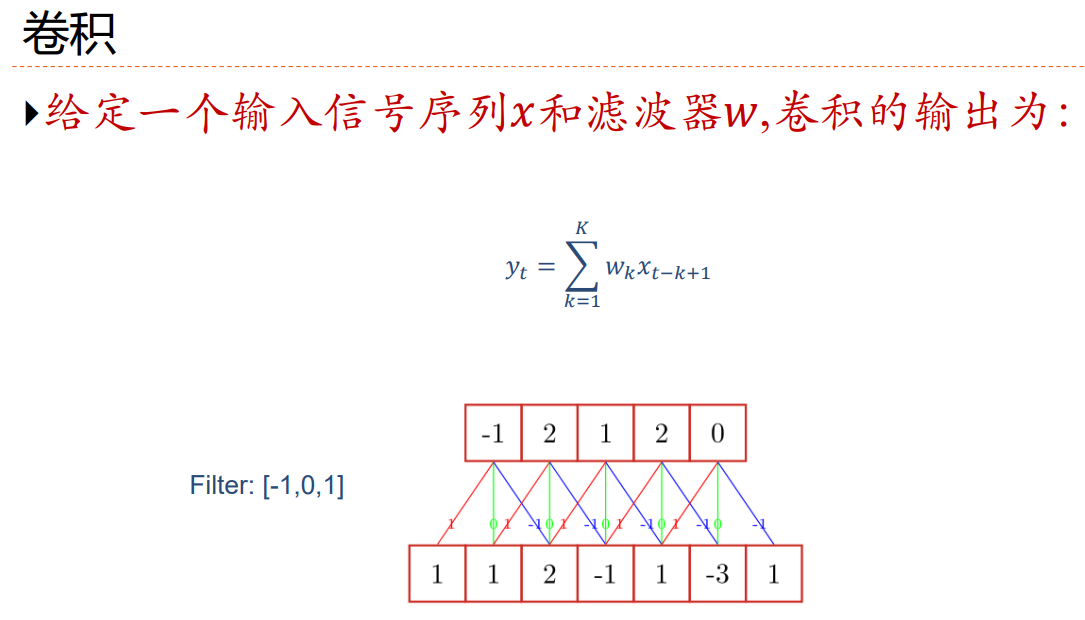 卷积
给定一个输入信号序列x和滤波器w,卷积的输出为:
y_t = \sum_{k=1}^{K} w_k x_{t-k+1}
-1 2 1 2 0
Filter: [-1,0,1]
1 0 1 -1 0 1 -1 0 1 -1 0 1 -1 0 -1
1 1 2 -1 1 -3 1